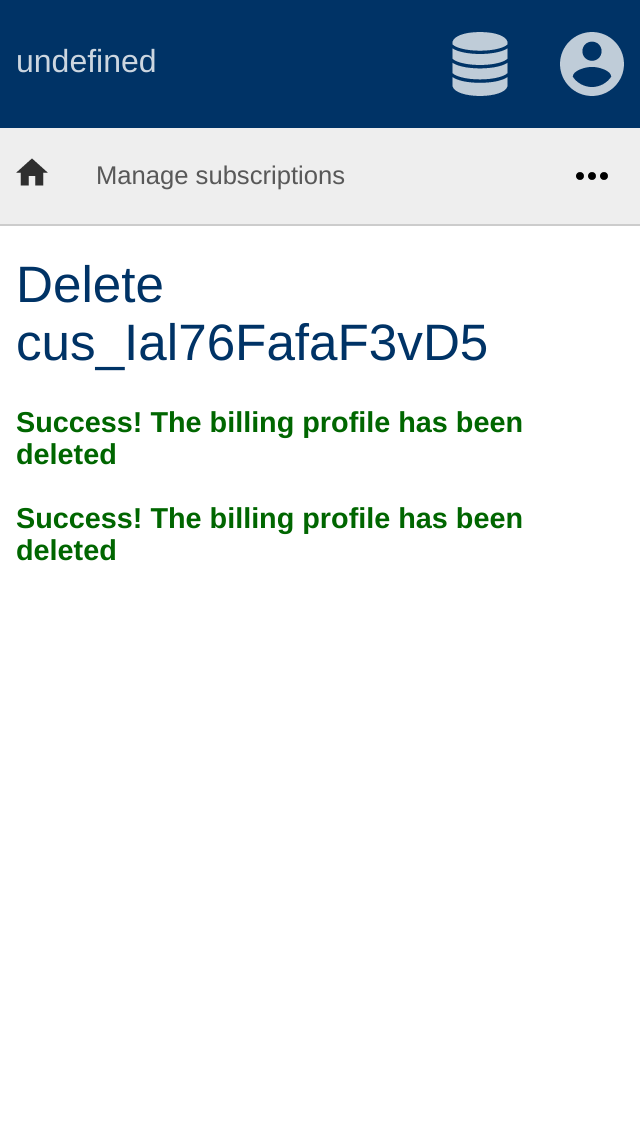 undefined
Manage subscriptions
Delete
cus_Ial76FafaF3vD5
Success! The billing profile has been
deleted
Success! The billing profile has been
deleted